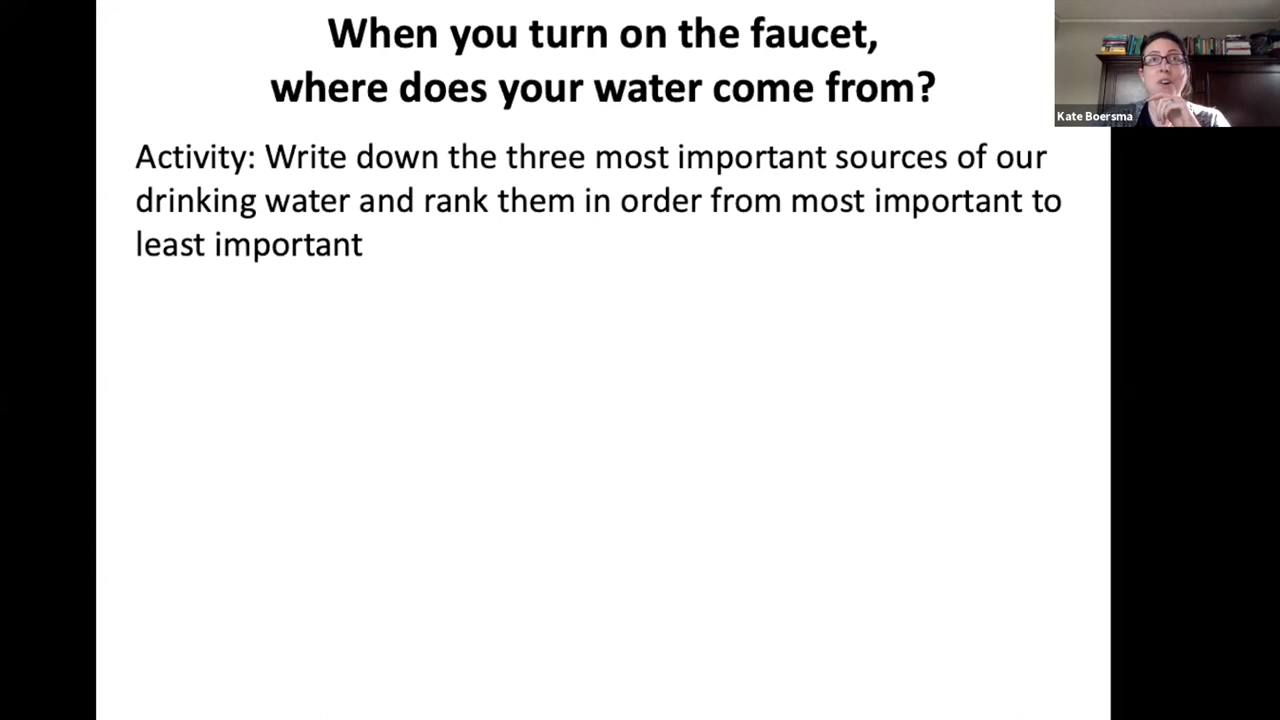 When you turn on the faucet,
where does your water come from?
Kate Boersma
Activity: Write down the three most important sources of our
drinking water and rank them in order from most important to
least important